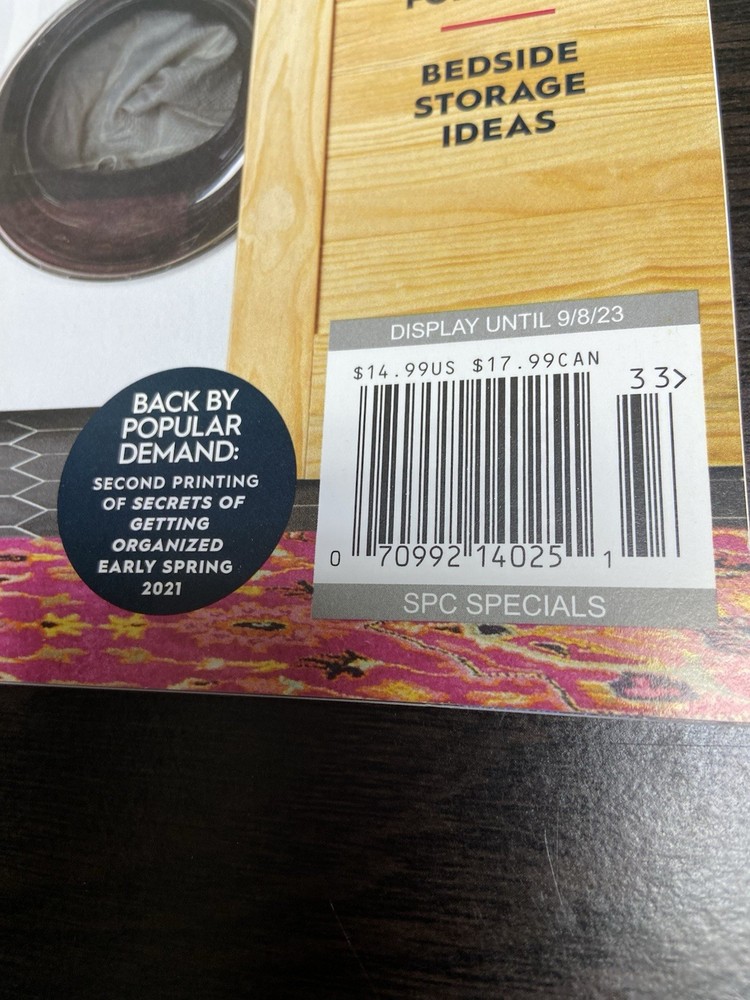 BEDSIDE
STORAGE
IDEAS
DISPLAY UNTIL 9/8/23
$14.99US $17.99CAN
33>
0 70992 14025 1
SPC SPECIALS
BACK BY
POPULAR
DEMAND:
SECOND PRINTING
OF SECRETS OF
GETTING
ORGANIZED
EARLY SPRING
2021